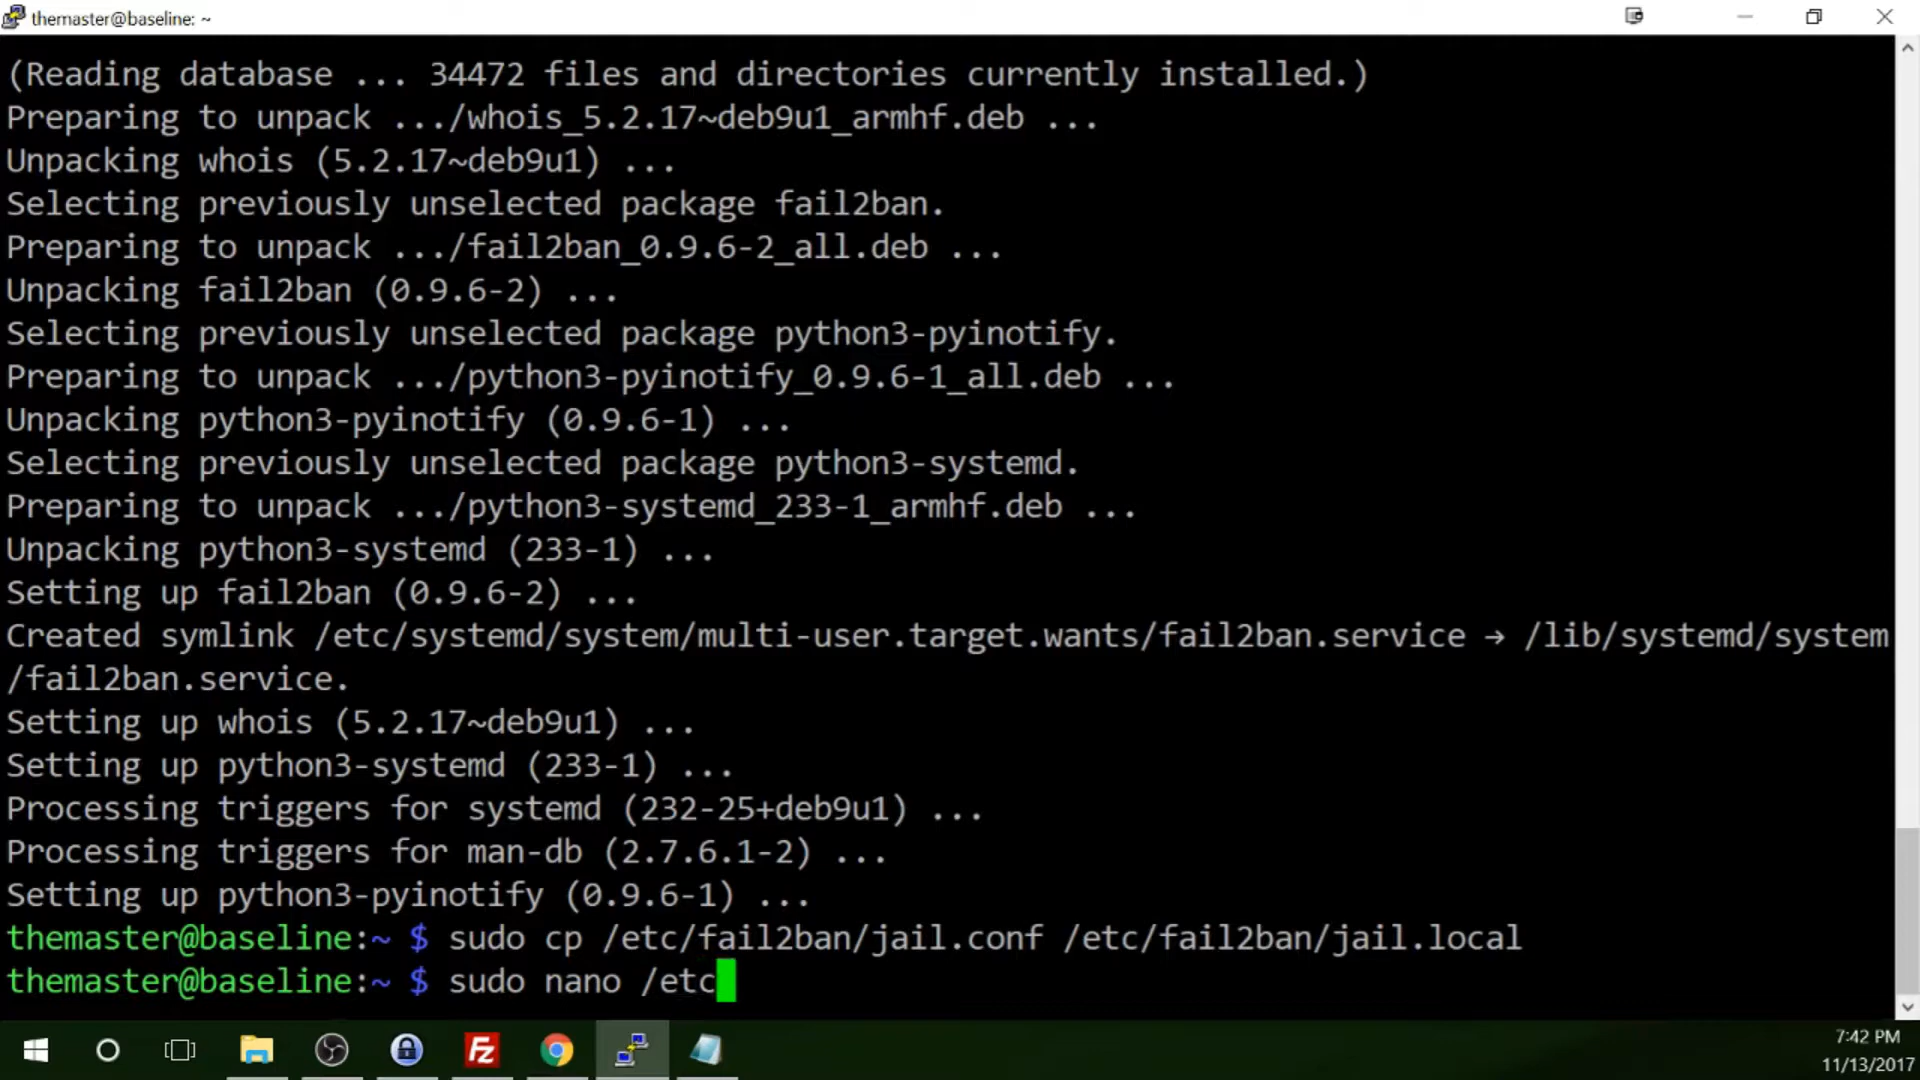 themaster@baseline: ~
(Reading database ... 34472 files and directories currently installed.)
Preparing to unpack .../whois_5.2.17~deb9u1_armhf.deb ...
Unpacking whois (5.2.17~deb9u1) ...
Selecting previously unselected package fail2ban.
Preparing to unpack .../fail2ban_0.9.6-2_all.deb ...
Unpacking fail2ban (0.9.6-2) ...
Selecting previously unselected package python3-pyinotify.
Preparing to unpack .../python3-pyinotify_0.9.6-1_all.deb ...
Unpacking python3-pyinotify (0.9.6-1) ...
Selecting previously unselected package python3-systemd.
Preparing to unpack .../python3-systemd_233-1_armhf.deb ...
Unpacking python3-systemd (233-1) ...
Setting up fail2ban (0.9.6-2) ...
Created symlink /etc/systemd/system/multi-user.target.wants/fail2ban.service → /lib/systemd/system
/fail2ban.service.
Setting up whois (5.2.17~deb9u1) ...
Setting up python3-systemd (233-1) ...
Processing triggers for systemd (232-25+deb9u1) ...
Processing triggers for man-db (2.7.6.1-2) ...
Setting up python3-pyinotify (0.9.6-1) ...
themaster@baseline:~ $ sudo cp /etc/fail2ban/jail.conf /etc/fail2ban/jail.local
themaster@baseline:~ $ sudo nano /etc
Fz
7:42 PM
11/13/2017